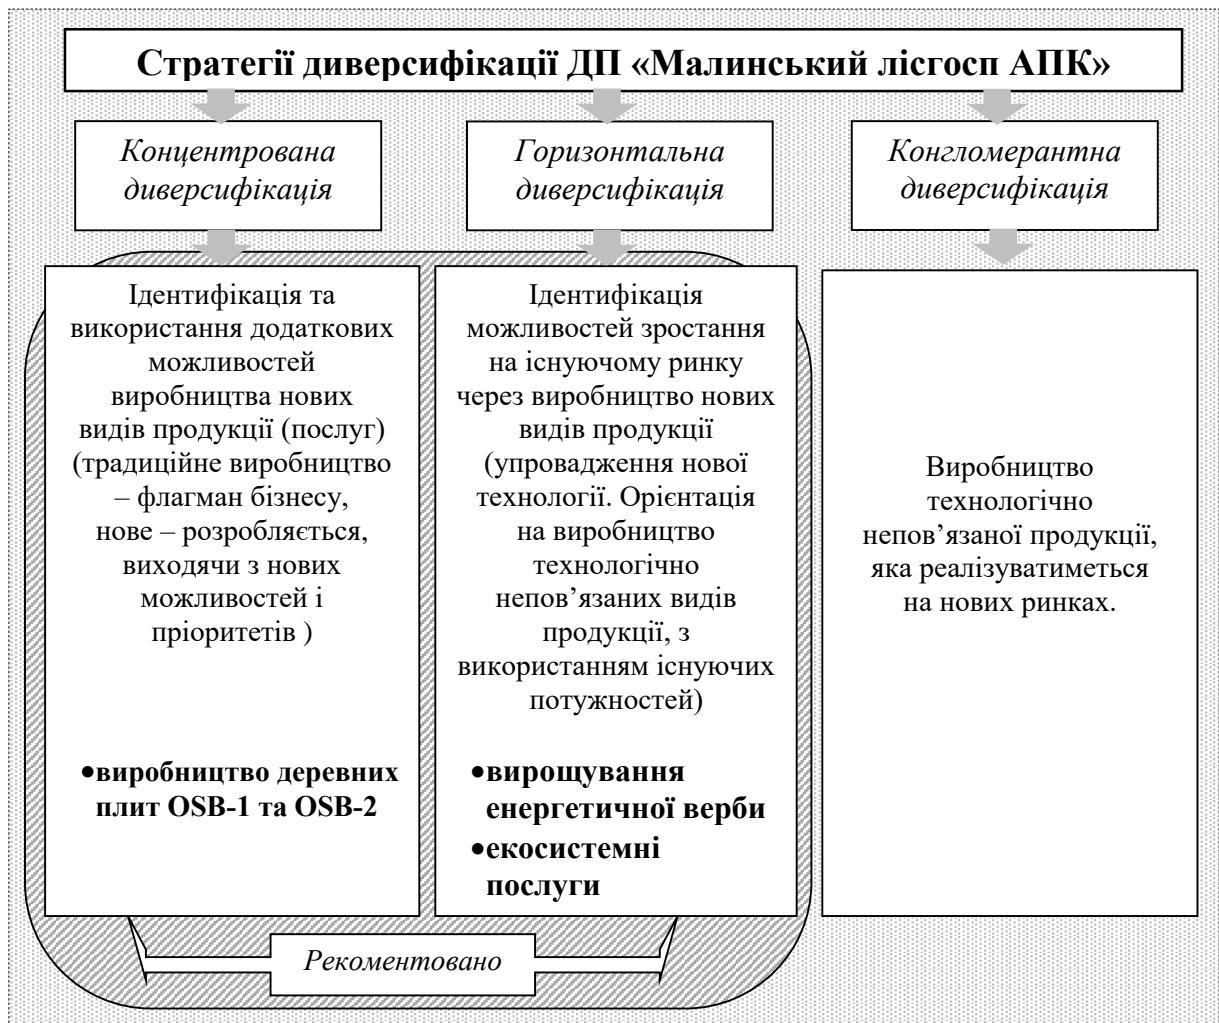 Стратегії диверсифікації ДП «Малинський лісгосп АПК»
Концентрована
диверсифікація
Горизонтальна
диверсифікація
Конгломерантна
диверсифікація
Ідентифікація та
використання додаткових
можливостей
виробництва нових
видів продукції (послуг)
(традиційне виробництво
– флагман бізнесу,
нове – розробляється,
виходячи з нових
можливостей і
пріоритетів )
•виробництво деревних
плит OSB-1 та OSB-2
Ідентифікація
можливостей зростання
на існуючому ринку
через виробництво нових
видів продукції
(упровадження нової
технології. Орієнтація
на виробництво
технологічно
непов’язаних видів
продукції, з
використанням існуючих
потужностей)
•вирощування
енергетичної верби
•екосистемні
послуги
Виробництво
технологічно
непов’язаної продукції,
яка реалізуватиметься
на нових ринках.
Рекоментовано